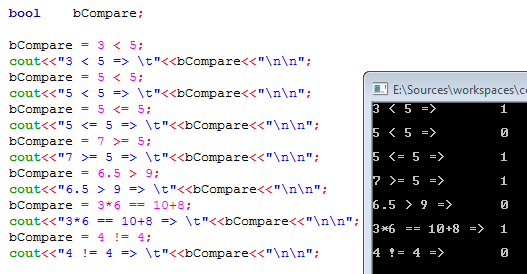 bool    bCompare;
bCompare = 3 < 5;
cout<<"3 < 5 => \t"<<bCompare<<"\n\n";
bCompare = 5 < 5;
cout<<"5 < 5 => \t"<<bCompare<<"\n\n";
bCompare = 5 <= 5;
cout<<"5 <= 5 => \t"<<bCompare<<"\n\n";
bCompare = 7 >= 5;
cout<<"7 >= 5 => \t"<<bCompare<<"\n\n";
bCompare = 6.5 > 9;
cout<<"6.5 > 9 => \t"<<bCompare<<"\n\n";
bCompare = 3*6 == 10+8;
cout<<"3*6 == 10+8 => \t"<<bCompare<<"\n\n";
bCompare = 4 != 4;
cout<<"4 != 4 => \t"<<bCompare<<"\n\n";
E:\Sources\workspaces\c
3 < 5 =>        1
5 < 5 =>        0
5 <= 5 =>       1
7 >= 5 =>       1
6.5 > 9 =>      0
3*6 == 10+8 =>  1
4 != 4 =>       0